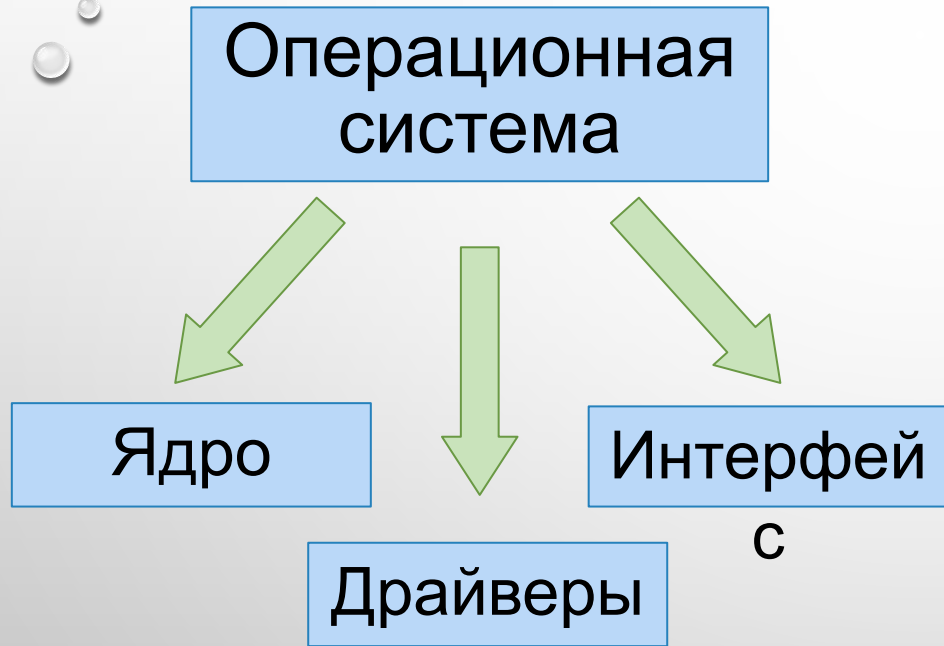 Операционная
система
Ядро
Интерфей
с
Драйверы